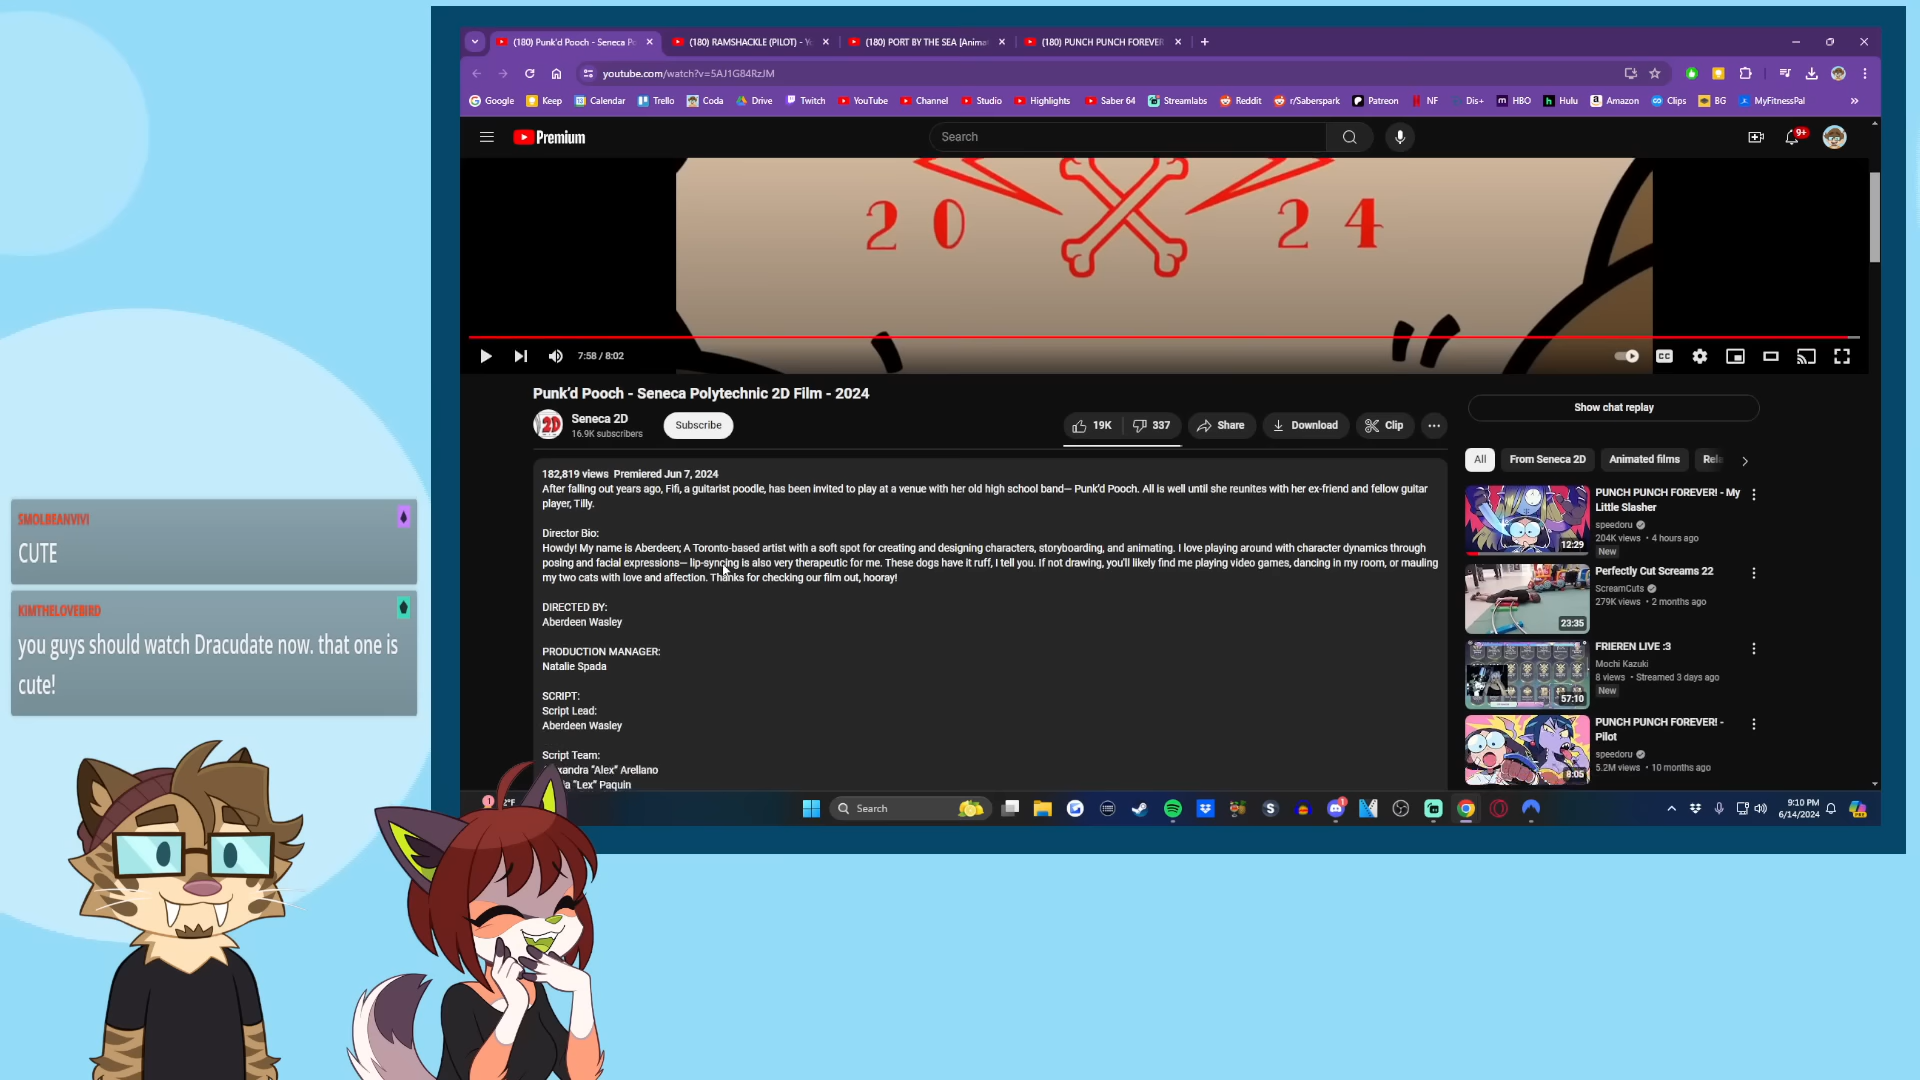 (180) Punk'd Pooch - Seneca Po
(180) RAMSHACKLE (PILOT) - Y
(180) PORT BY THE SEA [Anima
(180) PUNCH PUNCH FOREVER
youtube.com/watch?v=5AJ1G84RzJM
Google Keep Calendar Trello Coda Drive Twitch YouTube Channel Studio Highlights Saber 64 Streamlabs Reddit r/Saberspark Patreon NF Dis+ HBO Hulu Amazon Clips BG MyFitnessPal
Premium
Search
9+
20 24
7:58 / 8:02
Punk'd Pooch - Seneca Polytechnic 2D Film - 2024
2D
Seneca 2D
16.9K subscribers
Subscribe
19K
337
Share
Download
Clip
182,819 views Premiered Jun 7, 2024
After falling out years ago, Fifi, a guitarist poodle, has been invited to play at a venue with her old high school band— Punk'd Pooch. All is well until she reunites with her ex-friend and fellow guitar
player, Tilly.
Director Bio:
Howdy! My name is Aberdeen; A Toronto-based artist with a soft spot for creating and designing characters, storyboarding, and animating. I love playing around with character dynamics through
posing and facial expressions— lip-syncing is also very therapeutic for me. These dogs have it ruff, I tell you. If not drawing, you'll likely find me playing video games, dancing in my room, or mauling
my two cats with love and affection. Thanks for checking our film out, hooray!
DIRECTED BY:
Aberdeen Wasley
PRODUCTION MANAGER:
Natalie Spada
SCRIPT:
Script Lead:
Aberdeen Wasley
Script Team:
"Alex" Arellano
"Lex" Paquin
Show chat replay
All
From Seneca 2D
Animated films
Rela
PUNCH PUNCH FOREVER! - My
Little Slasher
speedoru
204K views • 4 hours ago
New
12:29
Perfectly Cut Screams 22
ScreamCuts
279K views • 2 months ago
23:35
FRIEREN LIVE :3
Mochi Kazuki
8 views • Streamed 3 days ago
New
57:10
PUNCH PUNCH FOREVER! -
Pilot
speedoru
5.2M views • 10 months ago
8:05
Search
9:10 PM
6/14/2024
SMOLBEANVIVI
CUTE
KIMTHELOVEBIRD
you guys should watch Dracudate now. that one is
cute!